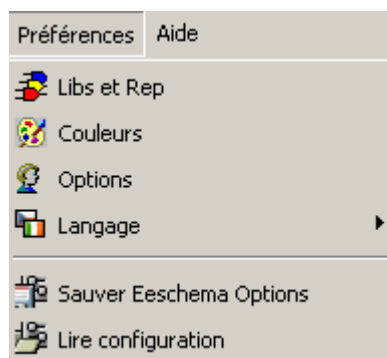 Préférences Aide
Libs et Rep
Couleurs
Options
Langage
Sauver Eeschema Options
Lire configuration